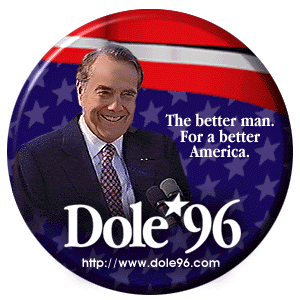 The better man.
For a better
America.
Dole★96
http://www.dole96.com